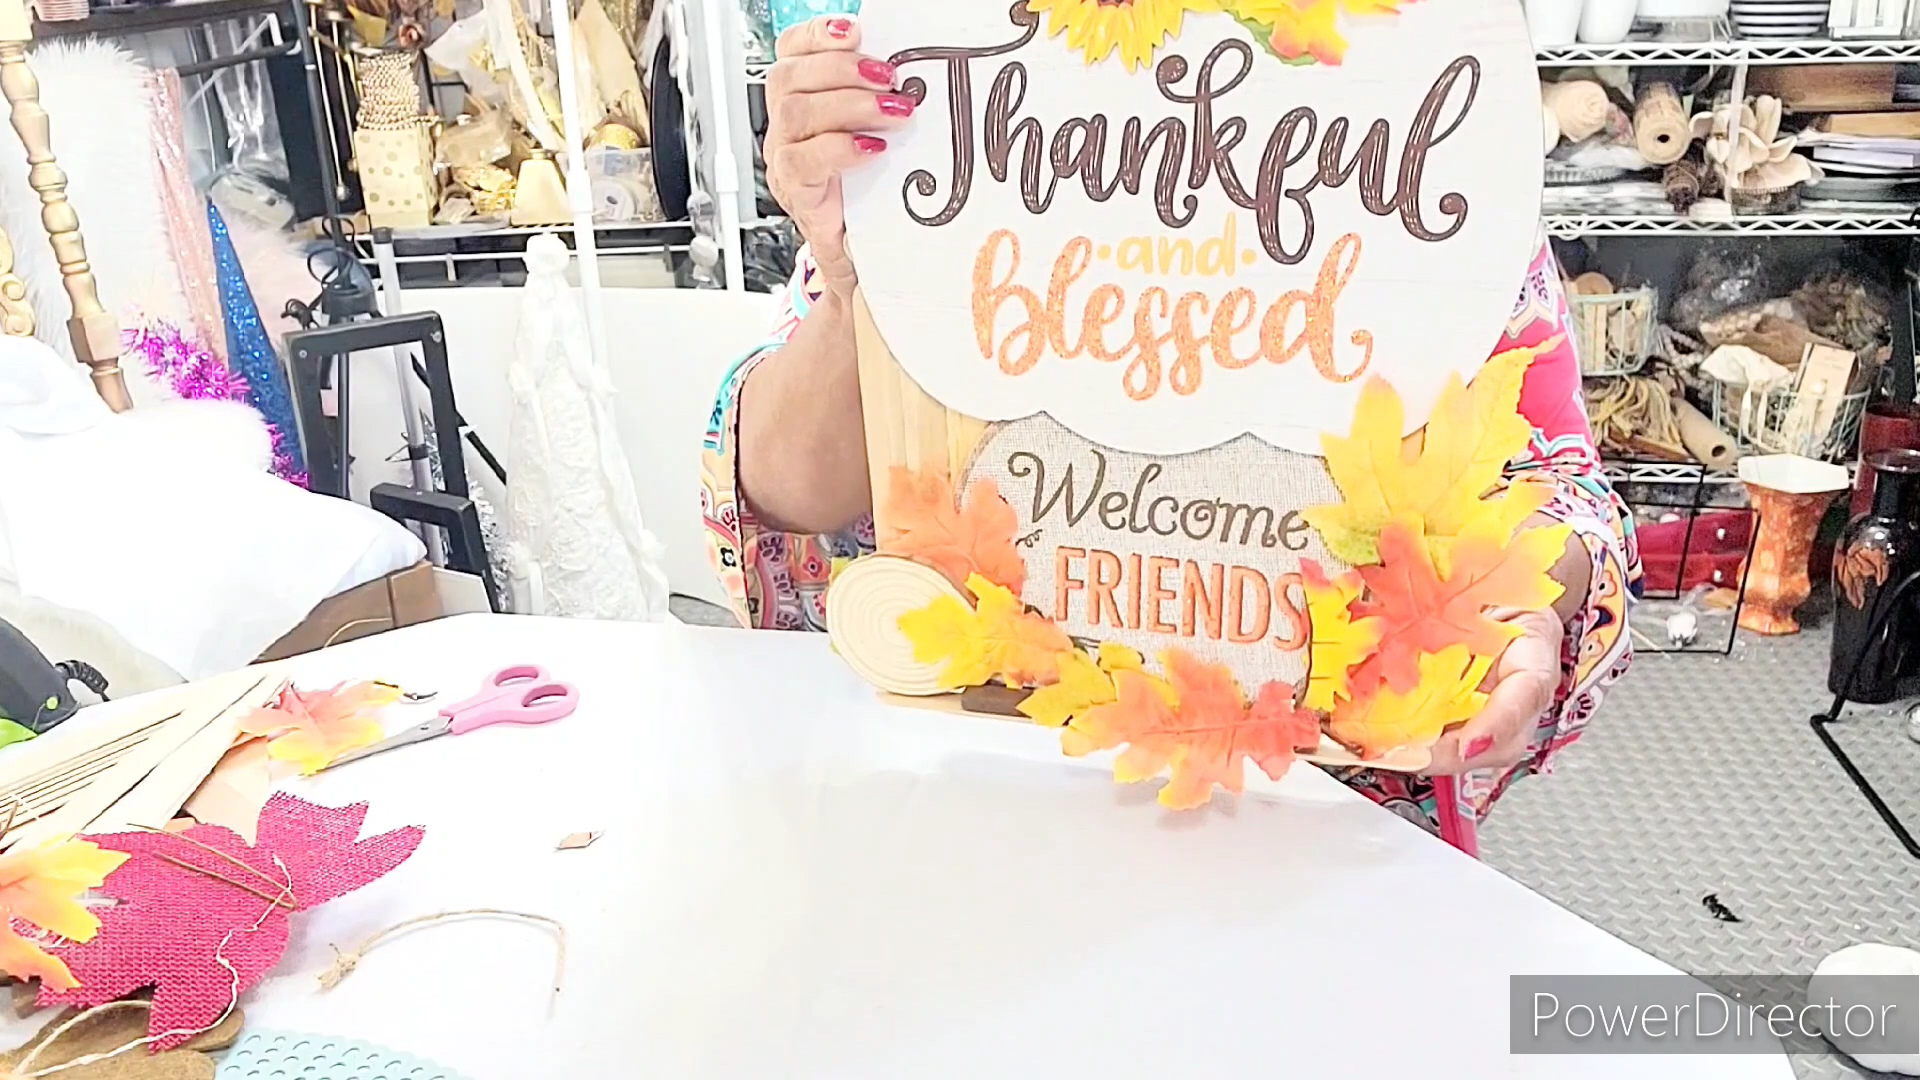 Thankful
·and·
blessed
Welcome
FRIENDS
PowerDirector